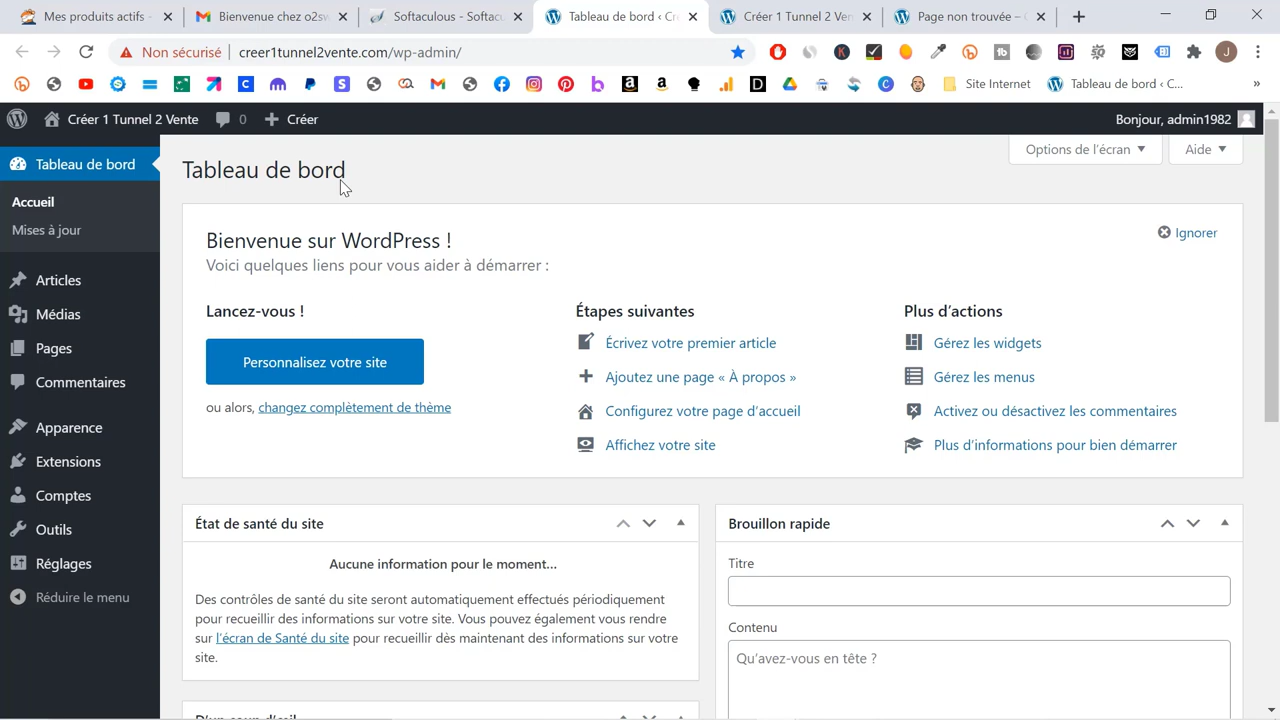 Mes produits actifs -
Bienvenue chez o2sw
Softaculous - Softac
Tableau de bord ‹ Cr
Créer 1 Tunnel 2 Ven
Page non trouvée –
Non sécurisé
creer1tunnel2vente.com/wp-admin/
Site Internet
Tableau de bord ‹ C...
»
Créer 1 Tunnel 2 Vente
0
Créer
Bonjour, admin1982
Tableau de bord
Accueil
Mises à jour
Articles
Médias
Pages
Commentaires
Apparence
Extensions
Comptes
Outils
Réglages
Réduire le menu
Options de l'écran
Aide
Tableau de bord
Bienvenue sur WordPress !
Ignorer
Voici quelques liens pour vous aider à démarrer :
Lancez-vous !
Personnalisez votre site
ou alors, changez complètement de thème
Étapes suivantes
Écrivez votre premier article
Ajoutez une page « À propos »
Configurez votre page d'accueil
Affichez votre site
Plus d'actions
Gérez les widgets
Gérez les menus
Activez ou désactivez les commentaires
Plus d'informations pour bien démarrer
État de santé du site
Aucune information pour le moment...
Des contrôles de santé du site seront automatiquement effectués périodiquement
pour recueillir des informations sur votre site. Vous pouvez également vous rendre
sur l'écran de Santé du site pour recueillir dès maintenant des informations sur votre
site.
D'un coup d'œil
Brouillon rapide
Titre
Contenu
Qu'avez-vous en tête ?